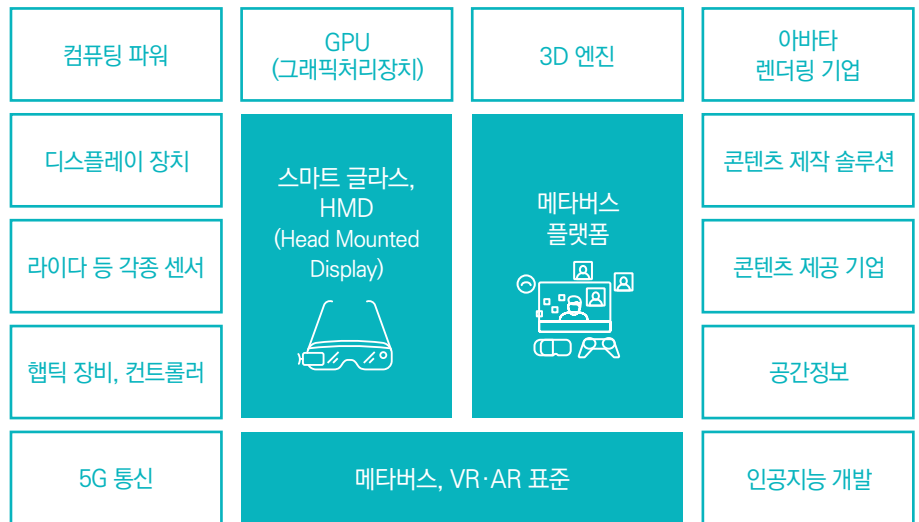 컴퓨팅 파워
GPU
(그래픽처리장치)
3D 엔진
아바타
렌더링 기업
디스플레이 장치
스마트 글라스,
HMD
(Head Mounted
Display)
메타버스
플랫폼
콘텐츠 제작 솔루션
라이다 등 각종 센서
콘텐츠 제공 기업
햅틱 장비, 컨트롤러
공간정보
5G 통신
메타버스, VR·AR 표준
인공지능 개발